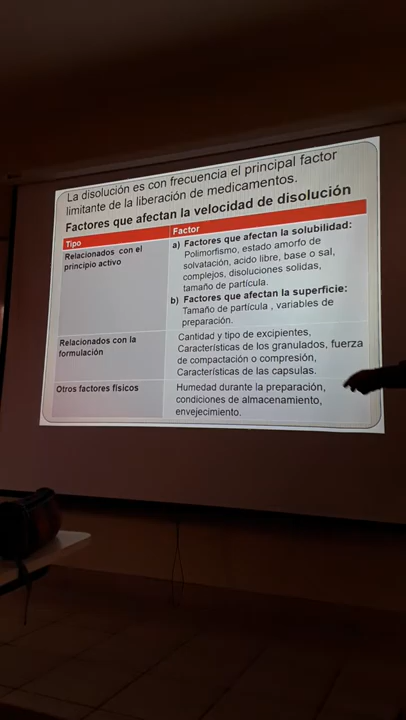 La disolución es con frecuencia el principal factor
limitante de la liberación de medicamentos.
Factores que afectan la velocidad de disolución
Tipo
Factor
Relacionados con el
principio activo
a) Factores que afectan la solubilidad:
Polimorfismo, estado amorfo de
solvatación, acido libre, base o sal,
complejos, disoluciones solidas,
tamaño de partícula.
b) Factores que afectan la superficie:
Tamaño de partícula , variables de
preparación.
Relacionados con la
formulación
Cantidad y tipo de excipientes,
Características de los granulados, fuerza
de compactación o compresión,
Características de las capsulas.
Otros factores físicos
Humedad durante la preparación,
condiciones de almacenamiento,
envejecimiento.